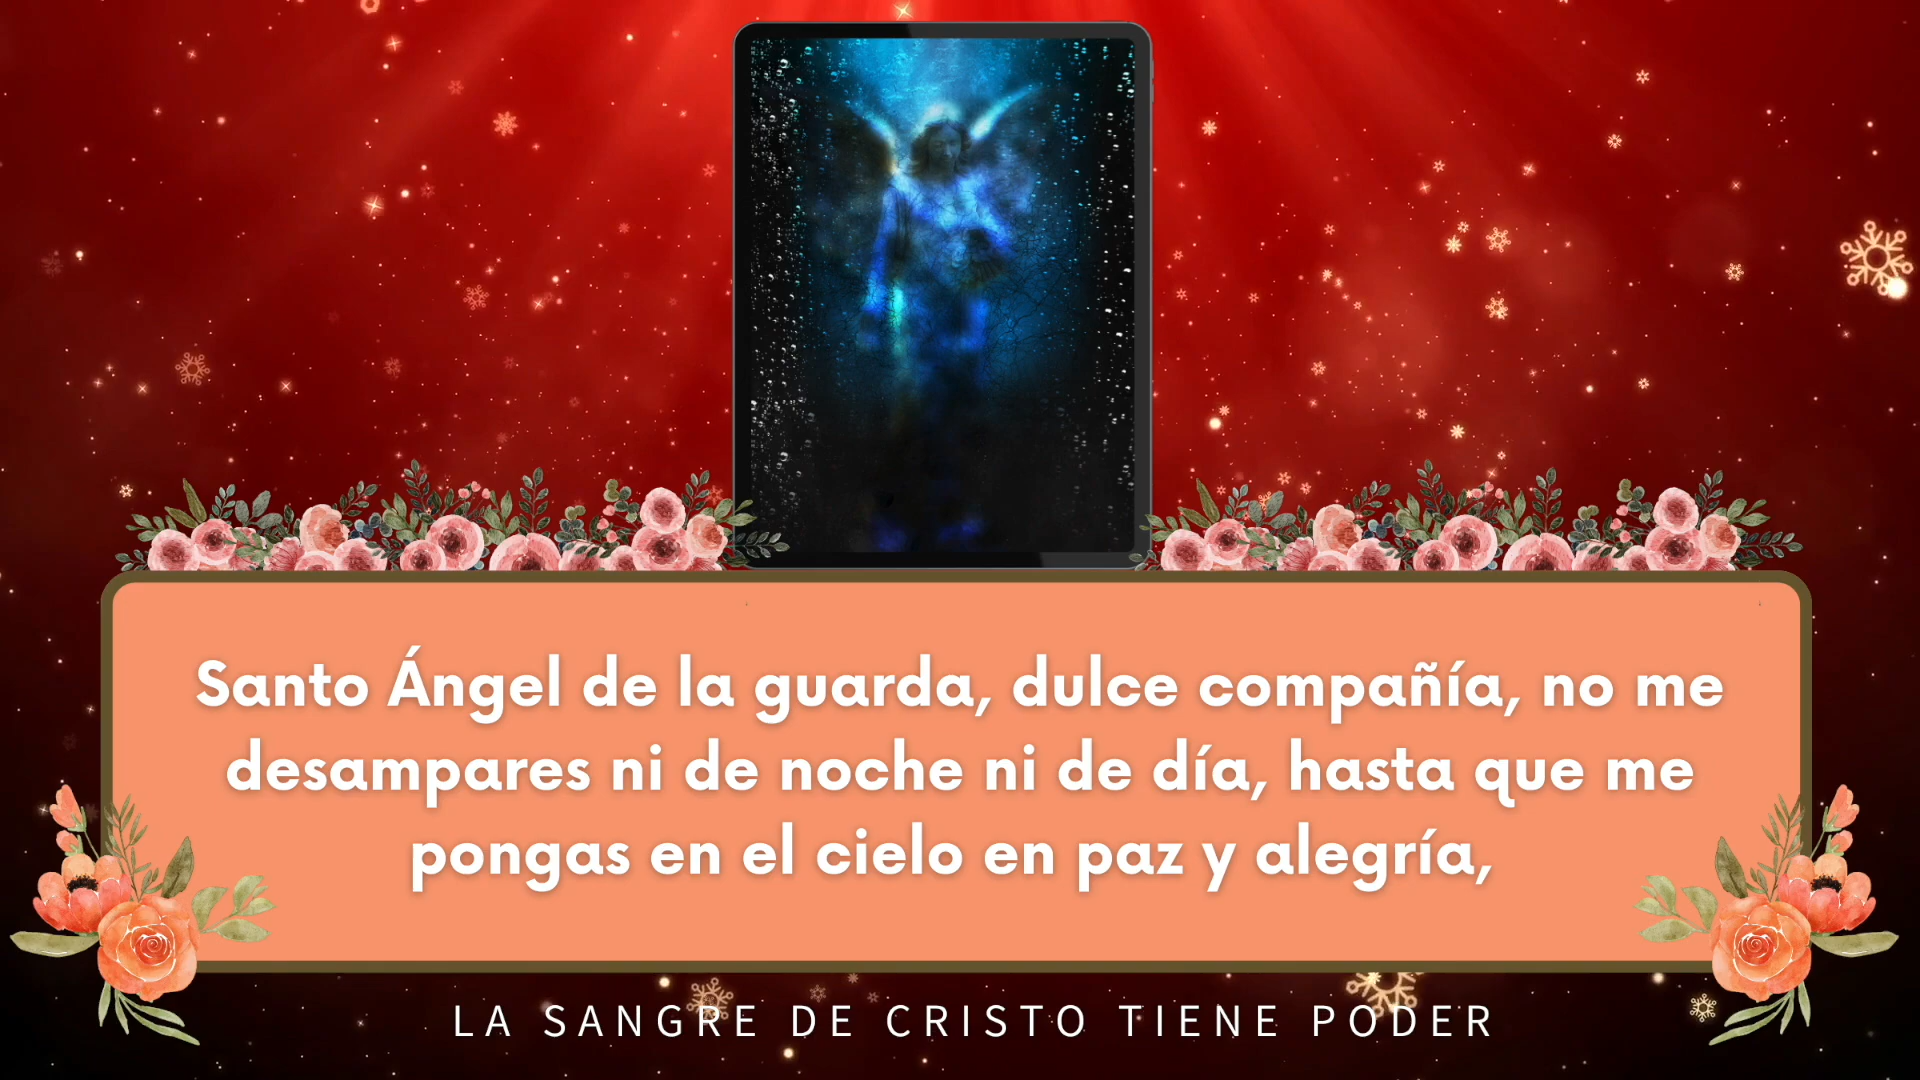 Santo Ángel de la guarda, dulce compañía, no me
desampares ni de noche ni de día, hasta que me
pongas en el cielo en paz y alegría,
LA SANGRE DE CRISTO TIENE PODER